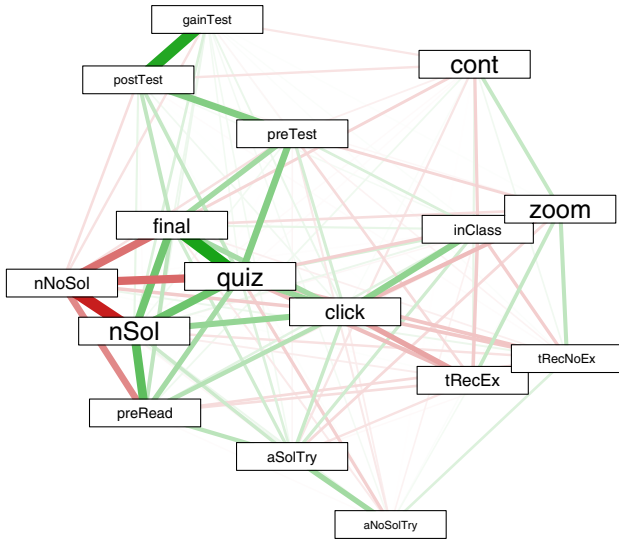 gainTest
cont
postTest
preTest
zoom
final
inClass
quiz
nNoSol
click
nSol
tRecNoEx
tRecEx
preRead
aSolTry
aNoSolTry